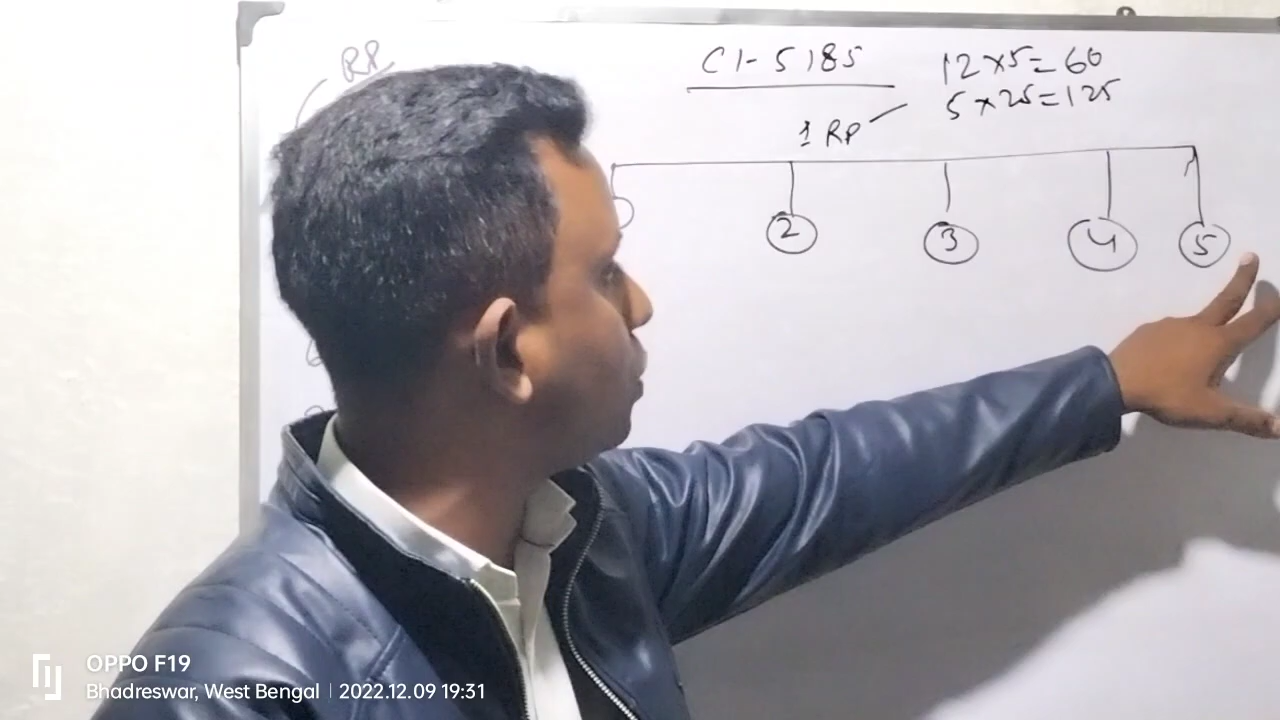 RP
C1-5185
12×5=60
5×25=125
1 RP
2 3 4 5
OPPO F19
Bhadreswar, West Bengal | 2022.12.09 19:31